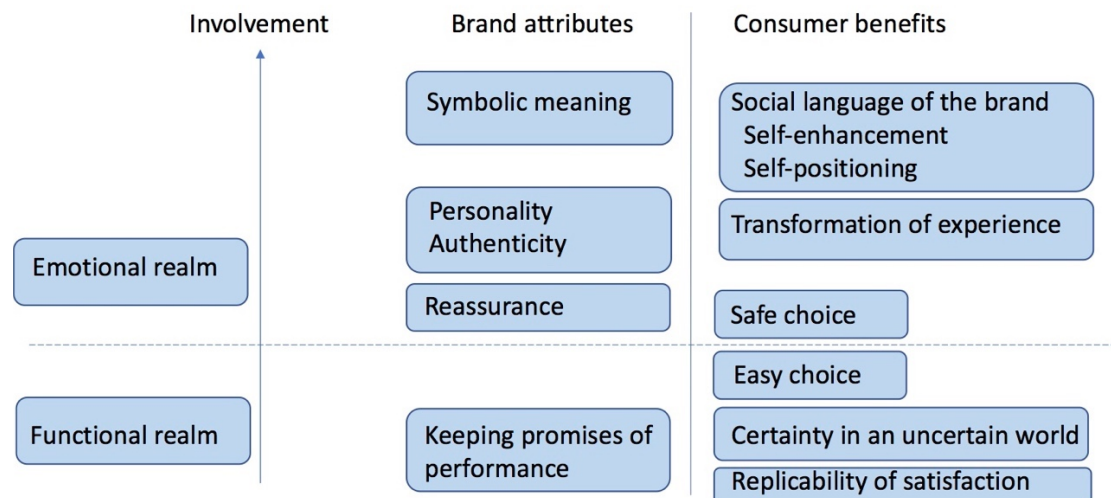 Involvement
Brand attributes
Consumer benefits
Symbolic meaning
Social language of the brand
Self-enhancement
Self-positioning
Personality
Authenticity
Transformation of experience
Emotional realm
Reassurance
Safe choice
Easy choice
Functional realm
Keeping promises of
performance
Certainty in an uncertain world
Replicability of satisfaction